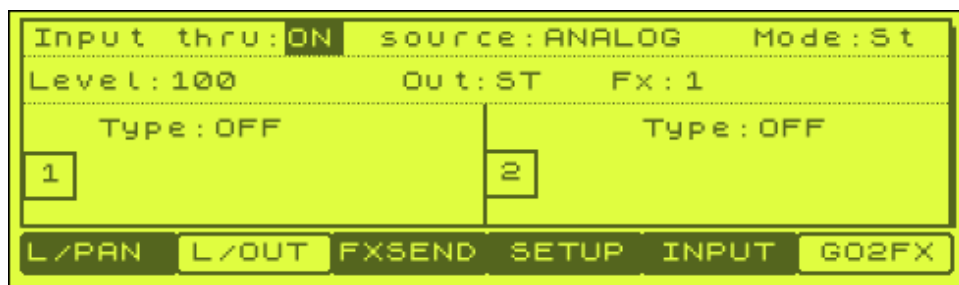 Input thru:ON source:ANALOG Mode:St
Level:100 Out:ST Fx:1
Type:OFF Type:OFF
1 2
L/PAN L/OUT FXSEND SETUP INPUT GO2FX